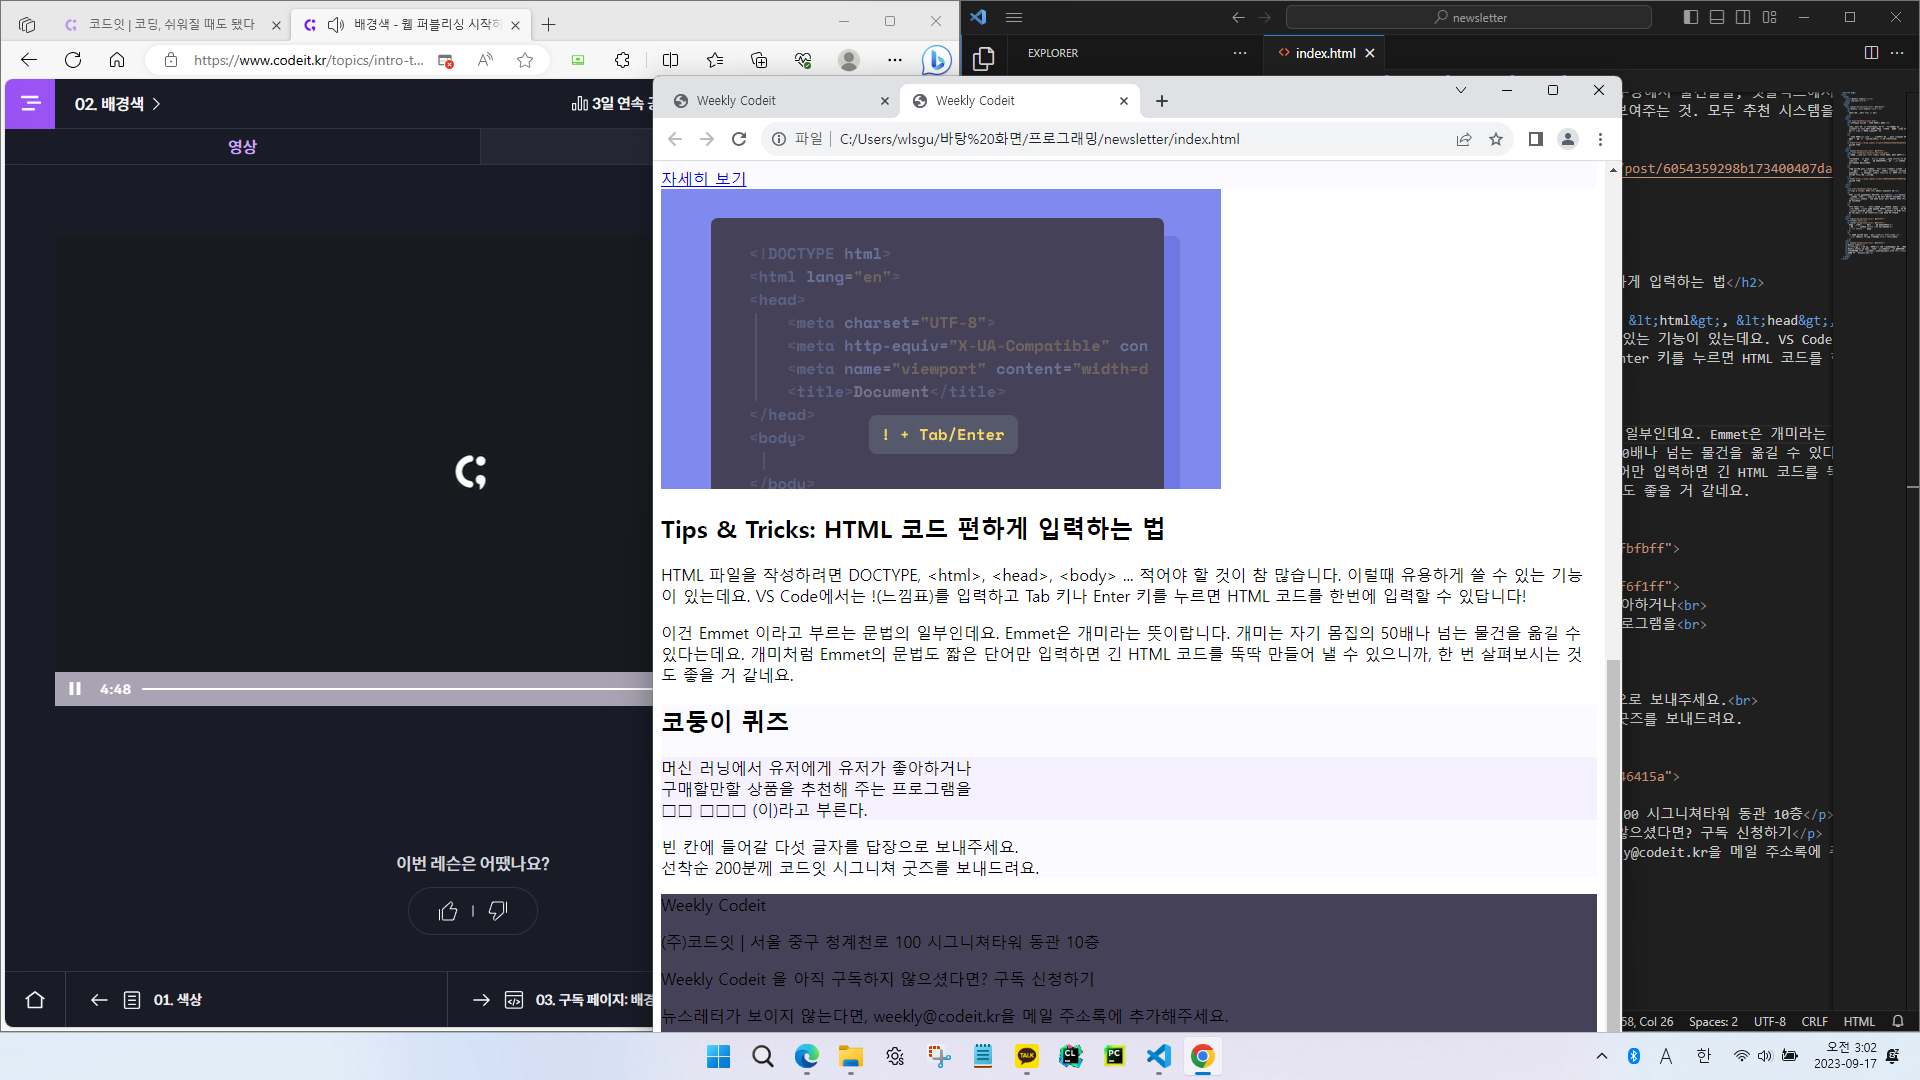 코드잇 | 코딩, 쉬워질 때도 됐다
배경색 - 웹 퍼블리싱 시작하
https://www.codeit.kr/topics/intro-t...
02. 배경색
3일 연속 공
영상
4:48
이번 레슨은 어땠나요?
01. 색상
03. 구독 페이지: 배경
newsletter
EXPLORER
index.html
Weekly Codeit
Weekly Codeit
파일
C:/Users/wlsgu/바탕%20화면/프로그래밍/newsletter/index.html
자세히 보기
<!DOCTYPE html>
<html lang="en">
<head>
<meta charset="UTF-8">
<meta http-equiv="X-UA-Compatible" con
<meta name="viewport" content="width=d
<title>Document</title>
</head>
<body>
! + Tab/Enter
</body>
Tips & Tricks: HTML 코드 편하게 입력하는 법
HTML 파일을 작성하려면 DOCTYPE, <html>, <head>, <body> ... 적어야 할 것이 참 많습니다. 이럴때 유용하게 쓸 수 있는 기능
이 있는데요. VS Code에서는 !(느낌표)를 입력하고 Tab 키나 Enter 키를 누르면 HTML 코드를 한번에 입력할 수 있답니다!
이건 Emmet 이라고 부르는 문법의 일부인데요. Emmet은 개미라는 뜻이랍니다. 개미는 자기 몸집의 50배나 넘는 물건을 옮길 수
있다는데요. 개미처럼 Emmet의 문법도 짧은 단어만 입력하면 긴 HTML 코드를 뚝딱 만들어 낼 수 있으니까, 한 번 살펴보시는 것
도 좋을 거 같네요.
코둥이 퀴즈
머신 러닝에서 유저에게 유저가 좋아하거나
구매할만할 상품을 추천해 주는 프로그램을
□□ □□□ (이)라고 부른다.
빈 칸에 들어갈 다섯 글자를 답장으로 보내주세요.
선착순 200분께 코드잇 시그니쳐 굿즈를 보내드려요.
Weekly Codeit
(주)코드잇 | 서울 중구 청계천로 100 시그니쳐타워 동관 10층
Weekly Codeit 을 아직 구독하지 않으셨다면? 구독 신청하기
뉴스레터가 보이지 않는다면, weekly@codeit.kr을 메일 주소록에 추가해주세요.
보여주는 것. 모두 추천 시스템을
post/6054359298b173400407da
하게 입력하는 법</h2>
&lt;html&gt;, &lt;head&gt;,
있는 기능이 있는데요. VS Code
nter 키를 누르면 HTML 코드를
일부인데요. Emmet은 개미라는
0배나 넘는 물건을 옮길 수 있다
어만 입력하면 긴 HTML 코드를
도 좋을 거 같네요.
fbfbff">
f6f1ff">
아하거나<br>
로그램을<br>
으로 보내주세요.<br>
굿즈를 보내드려요.
46415a">
00 시그니쳐타워 동관 10층</p>
않으셨다면? 구독 신청하기</p>
ly@codeit.kr을 메일 주소록에
58, Col 26
Spaces: 2
UTF-8
CRLF
HTML
TALK
CL
PC
A
한
오전 3:02
2023-09-17